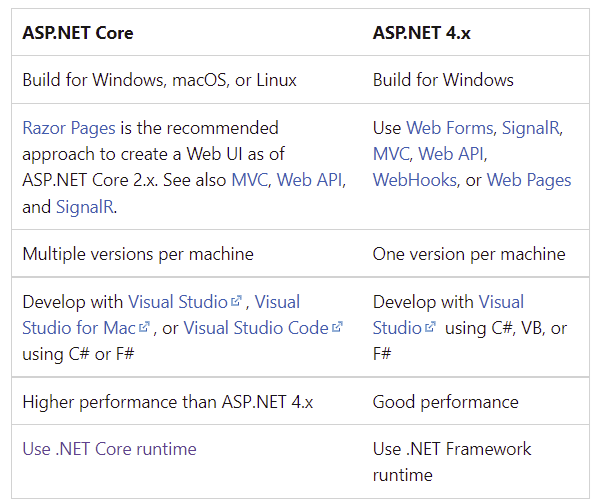 ASP.NET Core
ASP.NET 4.x
Build for Windows, macOS, or Linux
Build for Windows
Razor Pages is the recommended
approach to create a Web UI as of
ASP.NET Core 2.x. See also MVC, Web API,
and SignalR.
Use Web Forms, SignalR,
MVC, Web API,
WebHooks, or Web Pages
Multiple versions per machine
One version per machine
Develop with Visual Studio , Visual
Studio for Mac , or Visual Studio Code
using C# or F#
Develop with Visual
Studio using C#, VB, or
F#
Higher performance than ASP.NET 4.x
Good performance
Use .NET Core runtime
Use .NET Framework
runtime